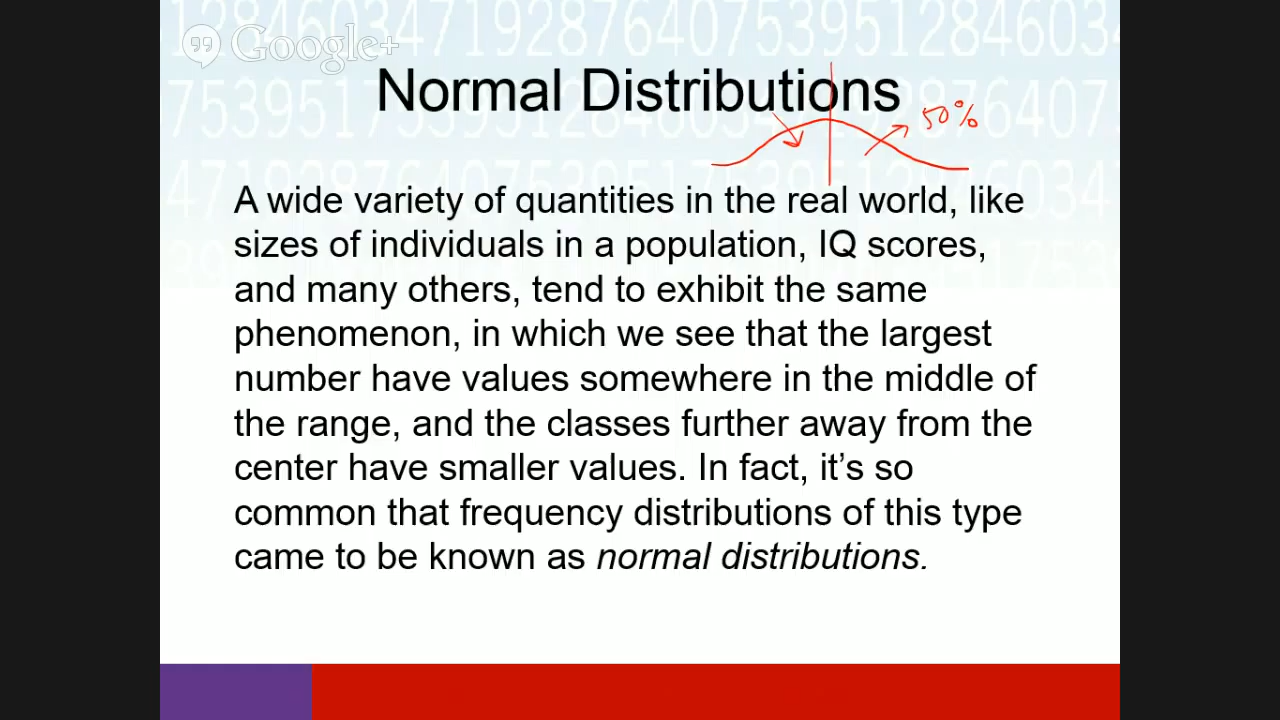 Google+
Normal Distributions
50%
A wide variety of quantities in the real world, like
sizes of individuals in a population, IQ scores,
and many others, tend to exhibit the same
phenomenon, in which we see that the largest
number have values somewhere in the middle of
the range, and the classes further away from the
center have smaller values. In fact, it’s so
common that frequency distributions of this type
came to be known as normal distributions.